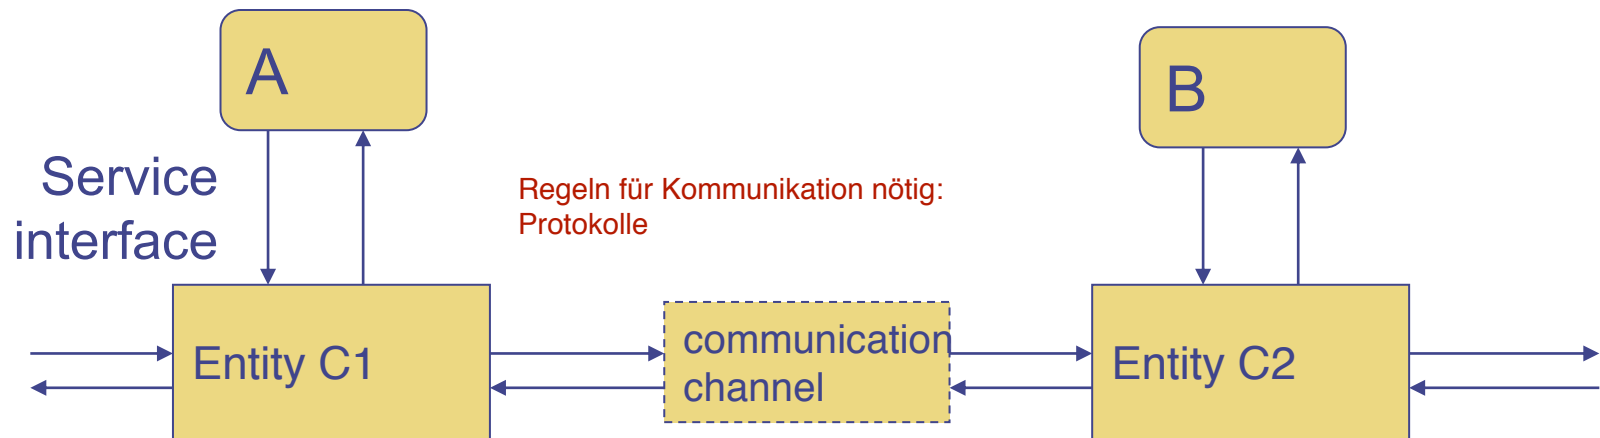 A
B
Service
interface
Regeln für Kommunikation nötig:
Protokolle
Entity C1
communication
channel
Entity C2